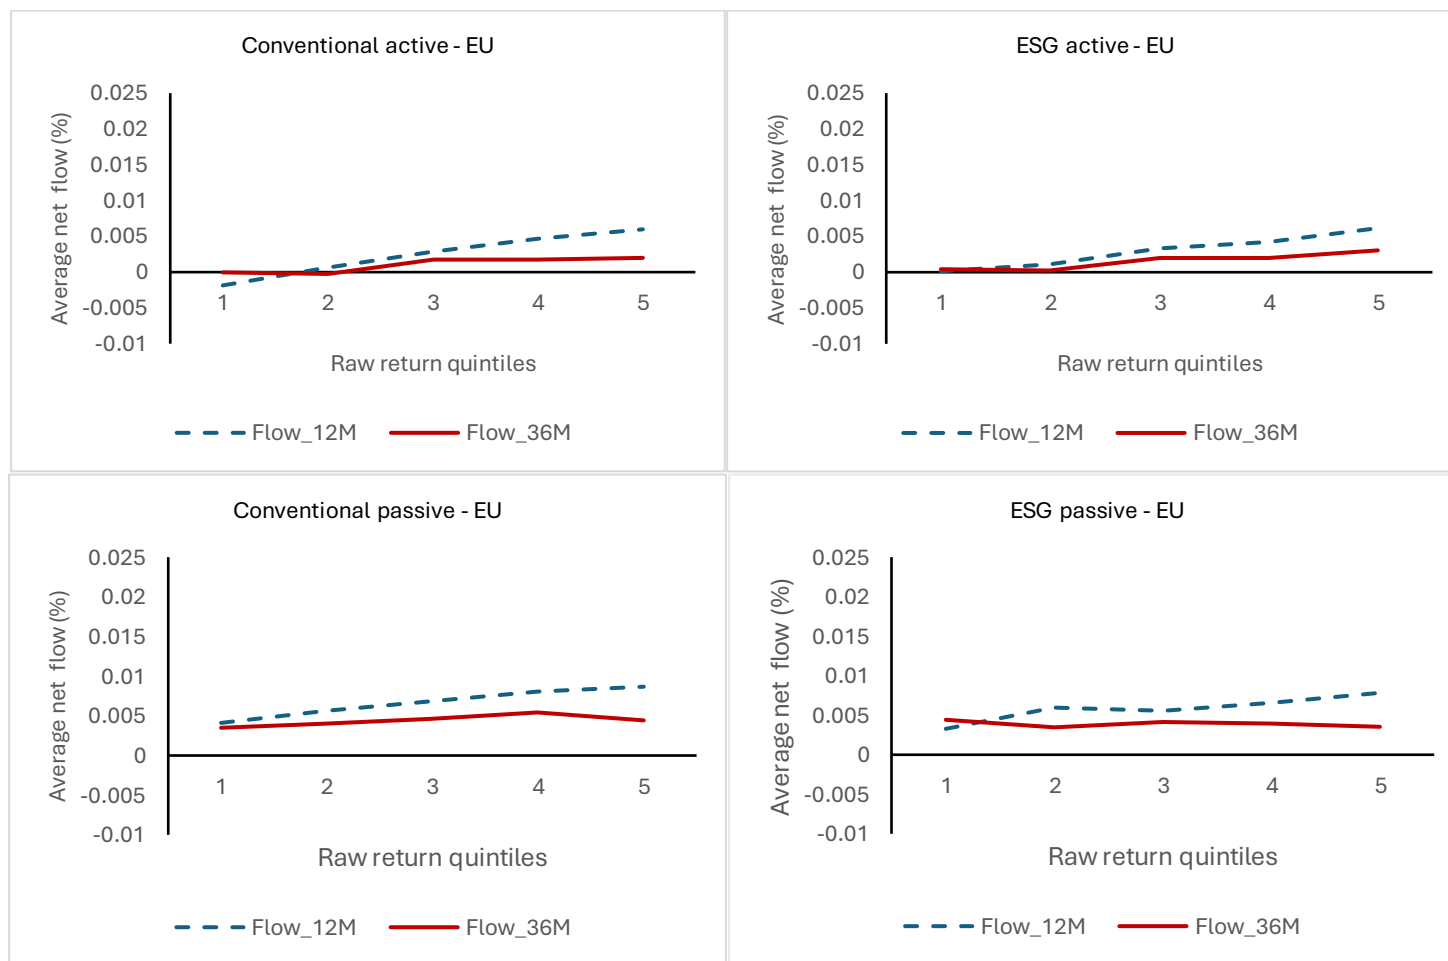 Conventional active - EU
0.025
0.02
0.015
0.01
0.005
0
-0.005
-0.01
Average net flow (%)
1 2 3 4 5
Raw return quintiles
Flow_12M Flow_36M
ESG active - EU
0.025
0.02
0.015
0.01
0.005
0
-0.005
-0.01
Average net flow (%)
1 2 3 4 5
Raw return quintiles
Flow_12M Flow_36M
Conventional passive - EU
0.025
0.02
0.015
0.01
0.005
0
-0.005
-0.01
Average net flow (%)
1 2 3 4 5
Raw return quintiles
Flow_12M Flow_36M
ESG passive - EU
0.025
0.02
0.015
0.01
0.005
0
-0.005
-0.01
Average net flow (%)
1 2 3 4 5
Raw return quintiles
Flow_12M Flow_36M